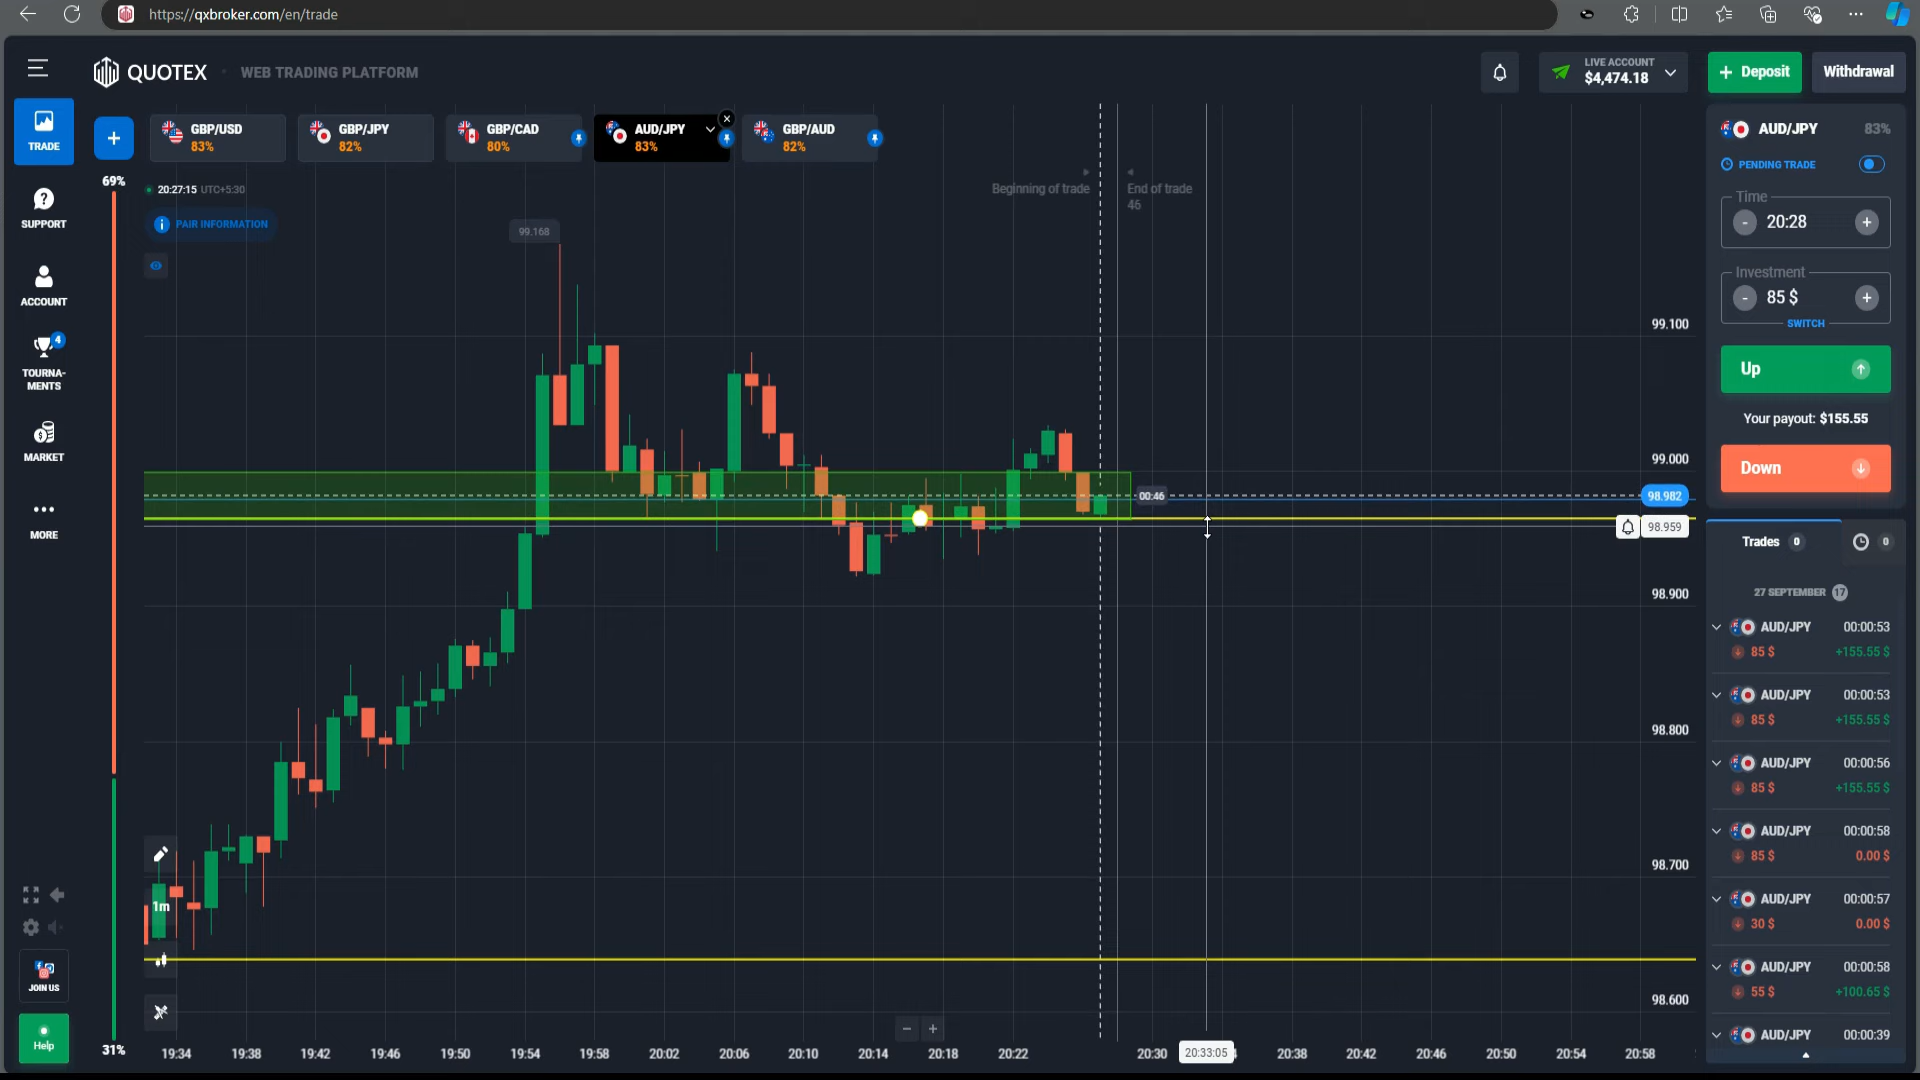 https://qxbroker.com/en/trade
QUOTEX
WEB TRADING PLATFORM
LIVE ACCOUNT
$4,474.18
+ Deposit
Withdrawal
TRADE
SUPPORT
ACCOUNT
4
TOURNA-
MENTS
MARKET
MORE
JOIN US
Help
+
GBP/USD
83%
GBP/JPY
82%
GBP/CAD
80%
AUD/JPY
83%
GBP/AUD
82%
69%
31%
20:27:15 UTC+5:30
PAIR INFORMATION
Beginning of trade
End of trade
46
99.168
99.100
99.000
00:46
98.982
98.959
98.900
98.800
98.700
98.600
1m
19:34
19:38
19:42
19:46
19:50
19:54
19:58
20:02
20:06
20:10
20:14
20:18
20:22
20:30
20:33:05
20:38
20:42
20:46
20:50
20:54
20:58
AUD/JPY
83%
PENDING TRADE
Time
- 20:28 +
Investment
- 85 $ +
SWITCH
Up
Your payout: $155.55
Down
Trades 0
0
27 SEPTEMBER 17
AUD/JPY 00:00:53
85 $ +155.55 $
AUD/JPY 00:00:53
85 $ +155.55 $
AUD/JPY 00:00:56
85 $ +155.55 $
AUD/JPY 00:00:58
85 $ 0.00 $
AUD/JPY 00:00:57
30 $ 0.00 $
AUD/JPY 00:00:58
55 $ +100.65 $
AUD/JPY 00:00:39